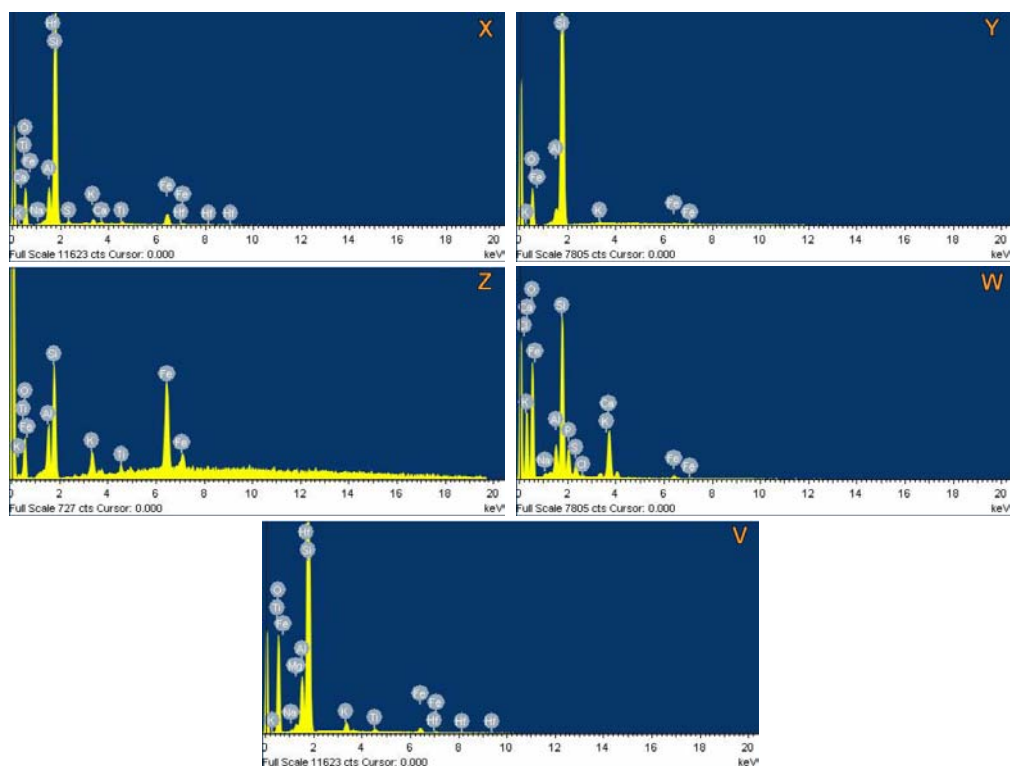 X
Hf
Si
O
Ti
Fe
Ca
K
Na
Al
S
K
Ca
Ti
Fe
Fe
Hf
Hf
Hf
0 2 4 6 8 10 12 14 16 18 20
Full Scale 11623 cts Cursor: 0.000 keV
Y
Si
Al
O
Fe
K
K
Fe
Fe
0 2 4 6 8 10 12 14 16 18 20
Full Scale 7805 cts Cursor: 0.000 keV
Z
Si
O
Ti
Fe
K
Al
K
Ti
Fe
Fe
0 2 4 6 8 10 12 14 16 18 20
Full Scale 727 cts Cursor: 0.000 keV
W
O
Ca
Cl
Fe
K
Na
Al
Si
P
S
Cl
Ca
K
Fe
Fe
0 2 4 6 8 10 12 14 16 18 20
Full Scale 7805 cts Cursor: 0.000 keV
V
Hf
Si
O
Ti
Fe
K
Na
Mg
Al
K
Ti
Fe
Fe
Hf
Hf
Hf
0 2 4 6 8 10 12 14 16 18 20
Full Scale 11623 cts Cursor: 0.000 keV